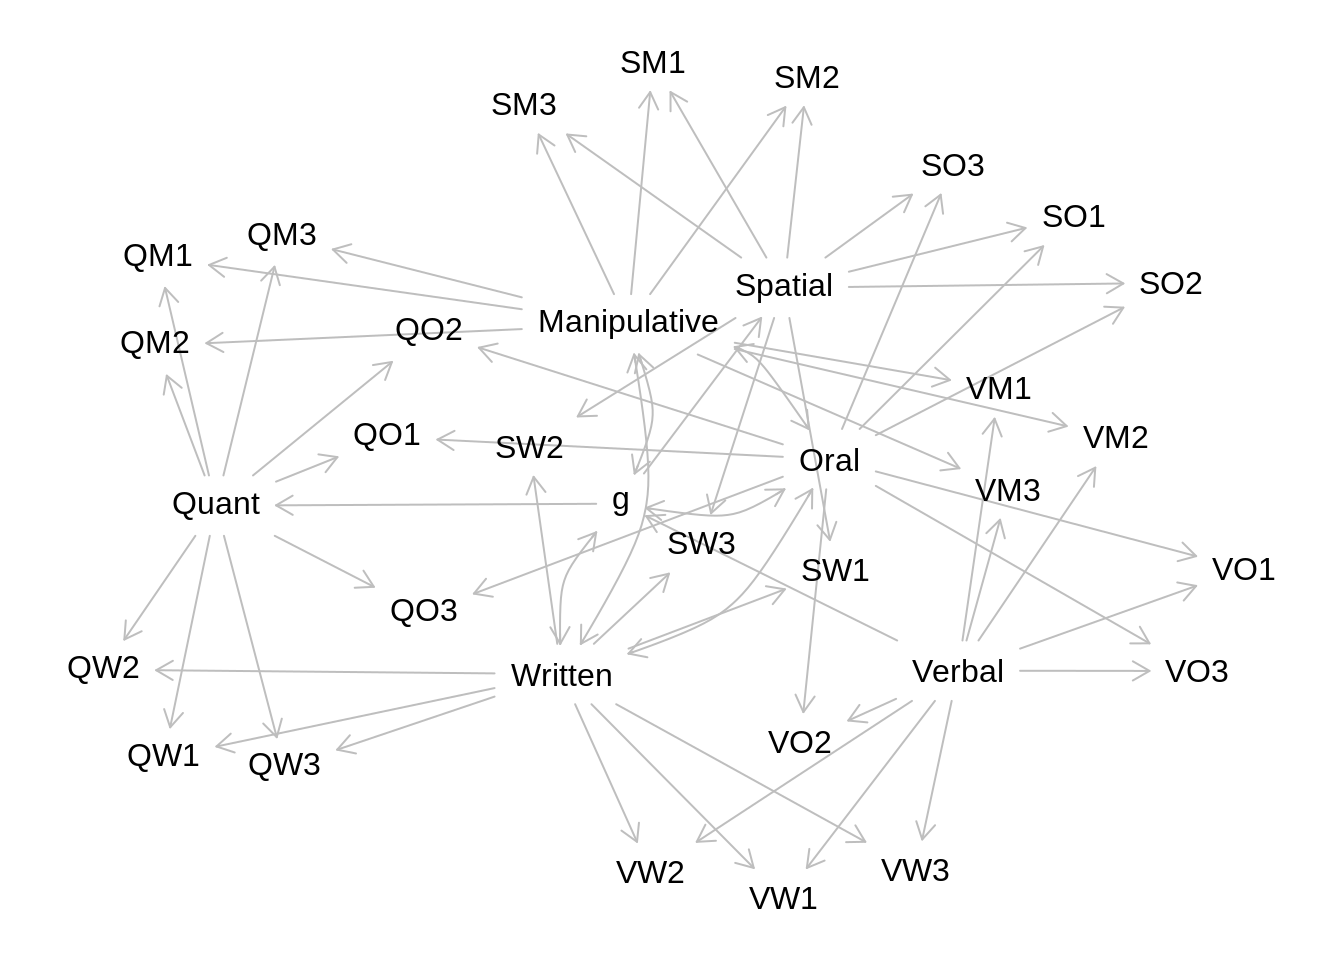 SM1
SM2
SM3
SO3
SO1
QM3
QM1
Spatial
SO2
Manipulative
QO2
QM2
VM1
QO1
VM2
SW2
Oral
VM3
g
Quant
SW3
SW1
VO1
QO3
QW2
Written
Verbal
VO3
VO2
QW1
QW3
VW2
VW3
VW1